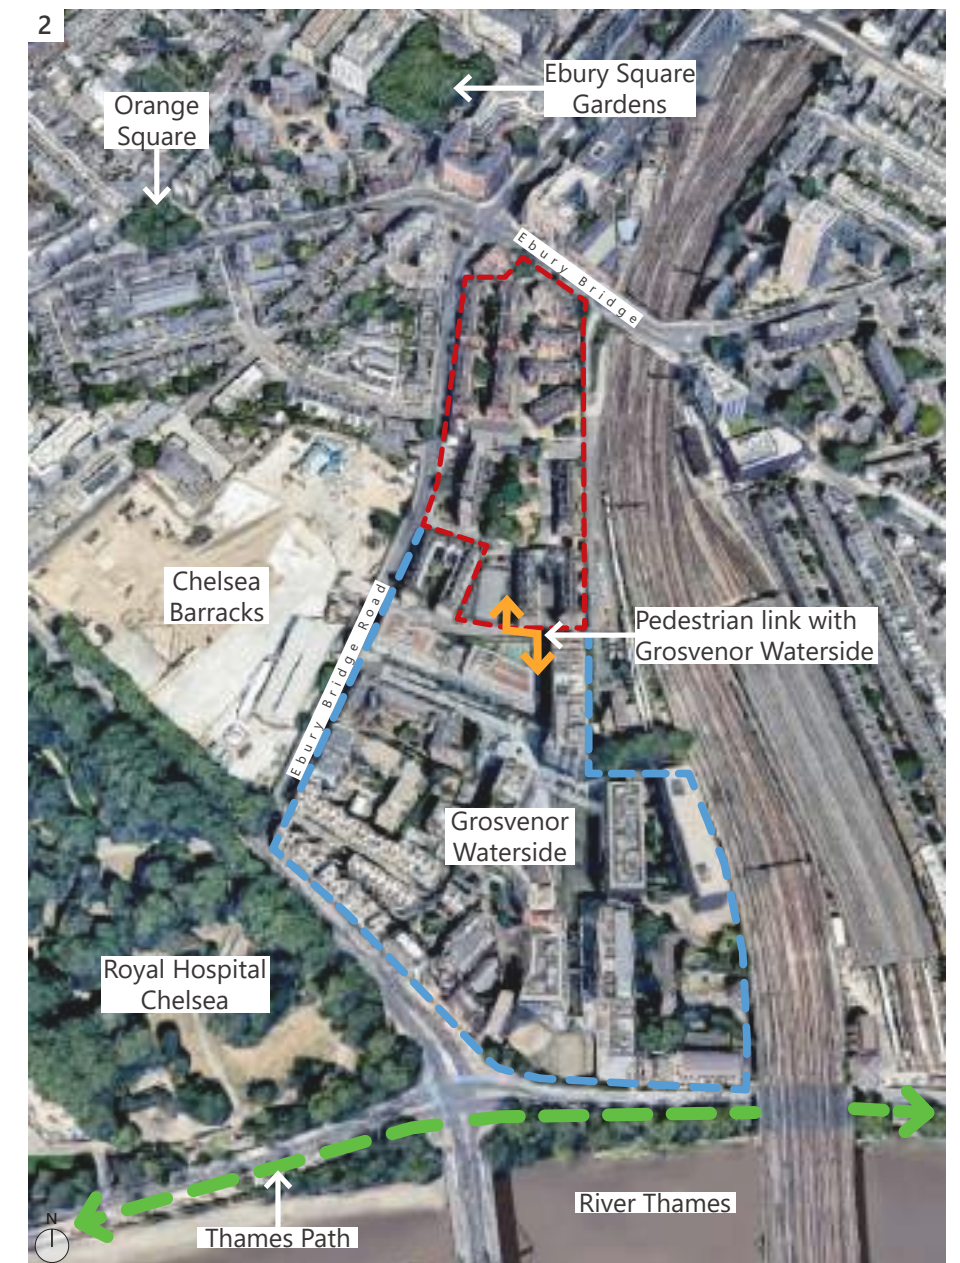 2
Ebury Square
Gardens
Orange
Square
Ebury Bridge
Chelsea
Barracks
Ebury Bridge Road
Pedestrian link with
Grosvenor Waterside
Grosvenor
Waterside
Royal Hospital
Chelsea
River Thames
N
Thames Path